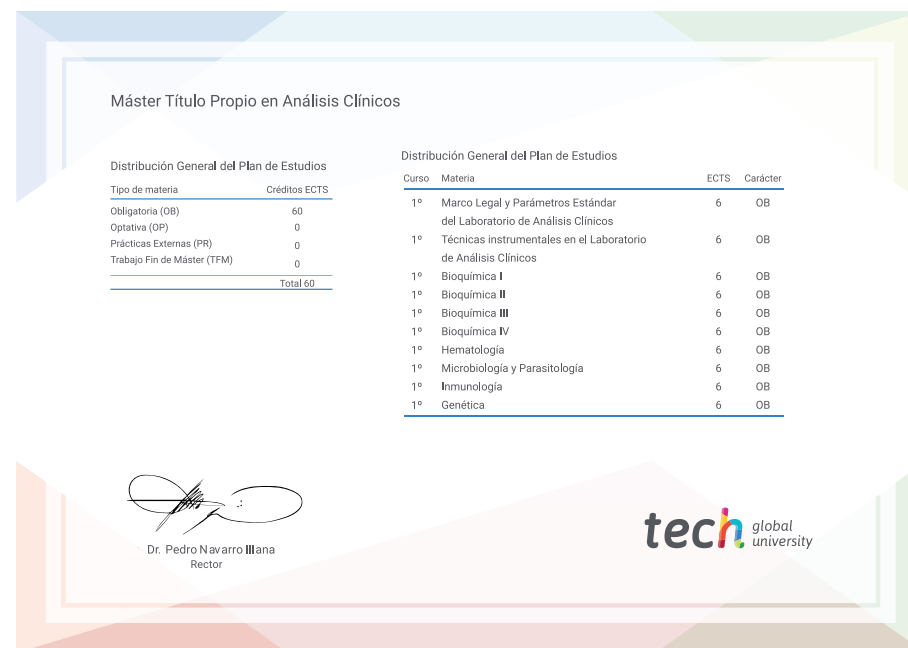 Máster Título Propio en Análisis Clínicos
Distribución General del Plan de Estudios
Tipo de materia Créditos ECTS
Obligatoria (OB) 60
Optativa (OP) 0
Prácticas Externas (PR) 0
Trabajo Fin de Máster (TFM) 0
Total 60
Distribución General del Plan de Estudios
Curso Materia ECTS Carácter
1º Marco Legal y Parámetros Estándar 6 OB
del Laboratorio de Análisis Clínicos
1º Técnicas instrumentales en el Laboratorio 6 OB
de Análisis Clínicos
1º Bioquímica I 6 OB
1º Bioquímica II 6 OB
1º Bioquímica III 6 OB
1º Bioquímica IV 6 OB
1º Hematología 6 OB
1º Microbiología y Parasitología 6 OB
1º Inmunología 6 OB
1º Genética 6 OB
Dr. Pedro Navarro Illana
Rector
tech global
university